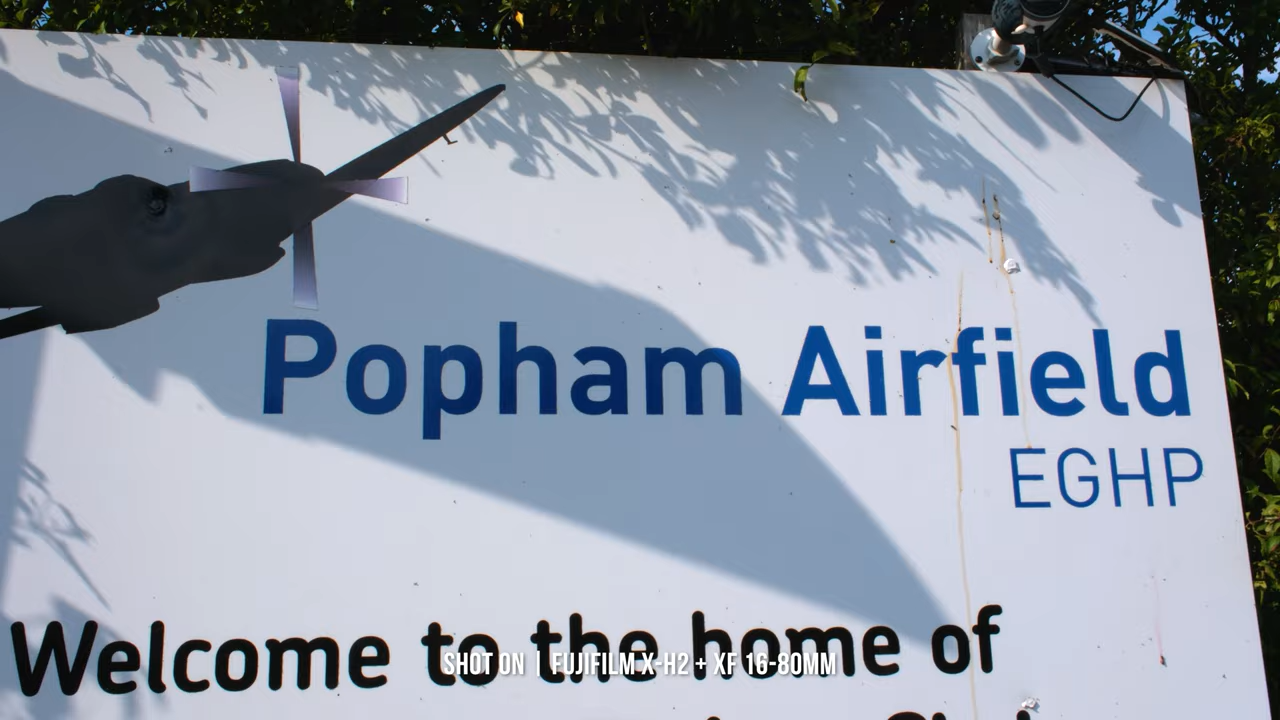 Popham Airfield
EGHP
Welcome to the home of
SHOT ON | FUJIFILM X-H2 + XF 16-80MM